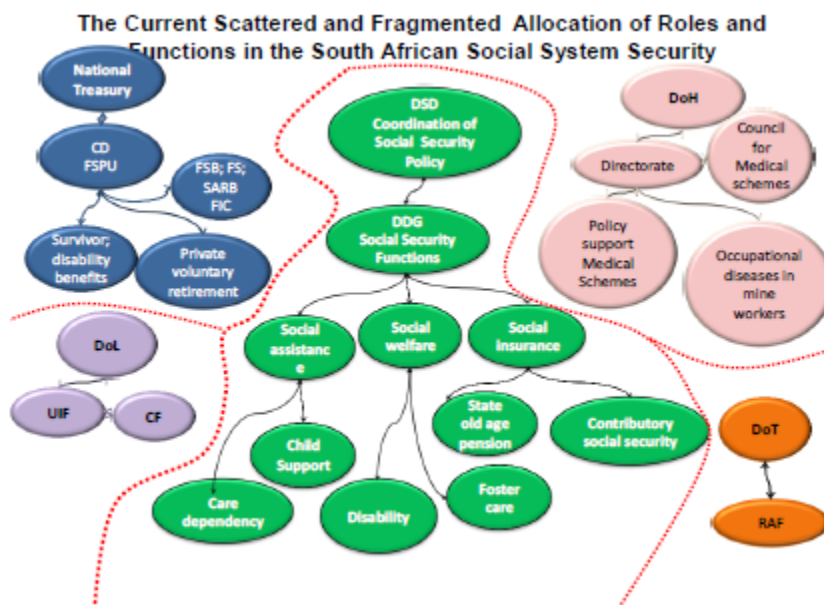 The Current Scattered and Fragmented Allocation of Roles and
Functions in the South African Social System Security
National
Treasury
CD
FSPU
FSB; FS;
SARB
FIC
Survivor;
disability
benefits
Private
voluntary
retirement
DSD
Coordination of
Social Security
Policy
DDG
Social Security
Functions
DoH
Directorate
Council
for
Medical
schemes
Policy
support
Medical
Schemes
Occupational
diseases in
mine
workers
DoL
UIF
CF
Social
assistanc
e
Social
welfare
Social
insurance
Child
Support
Care
dependency
Disability
Foster
care
State
old age
pension
Contributory
social security
DoT
RAF